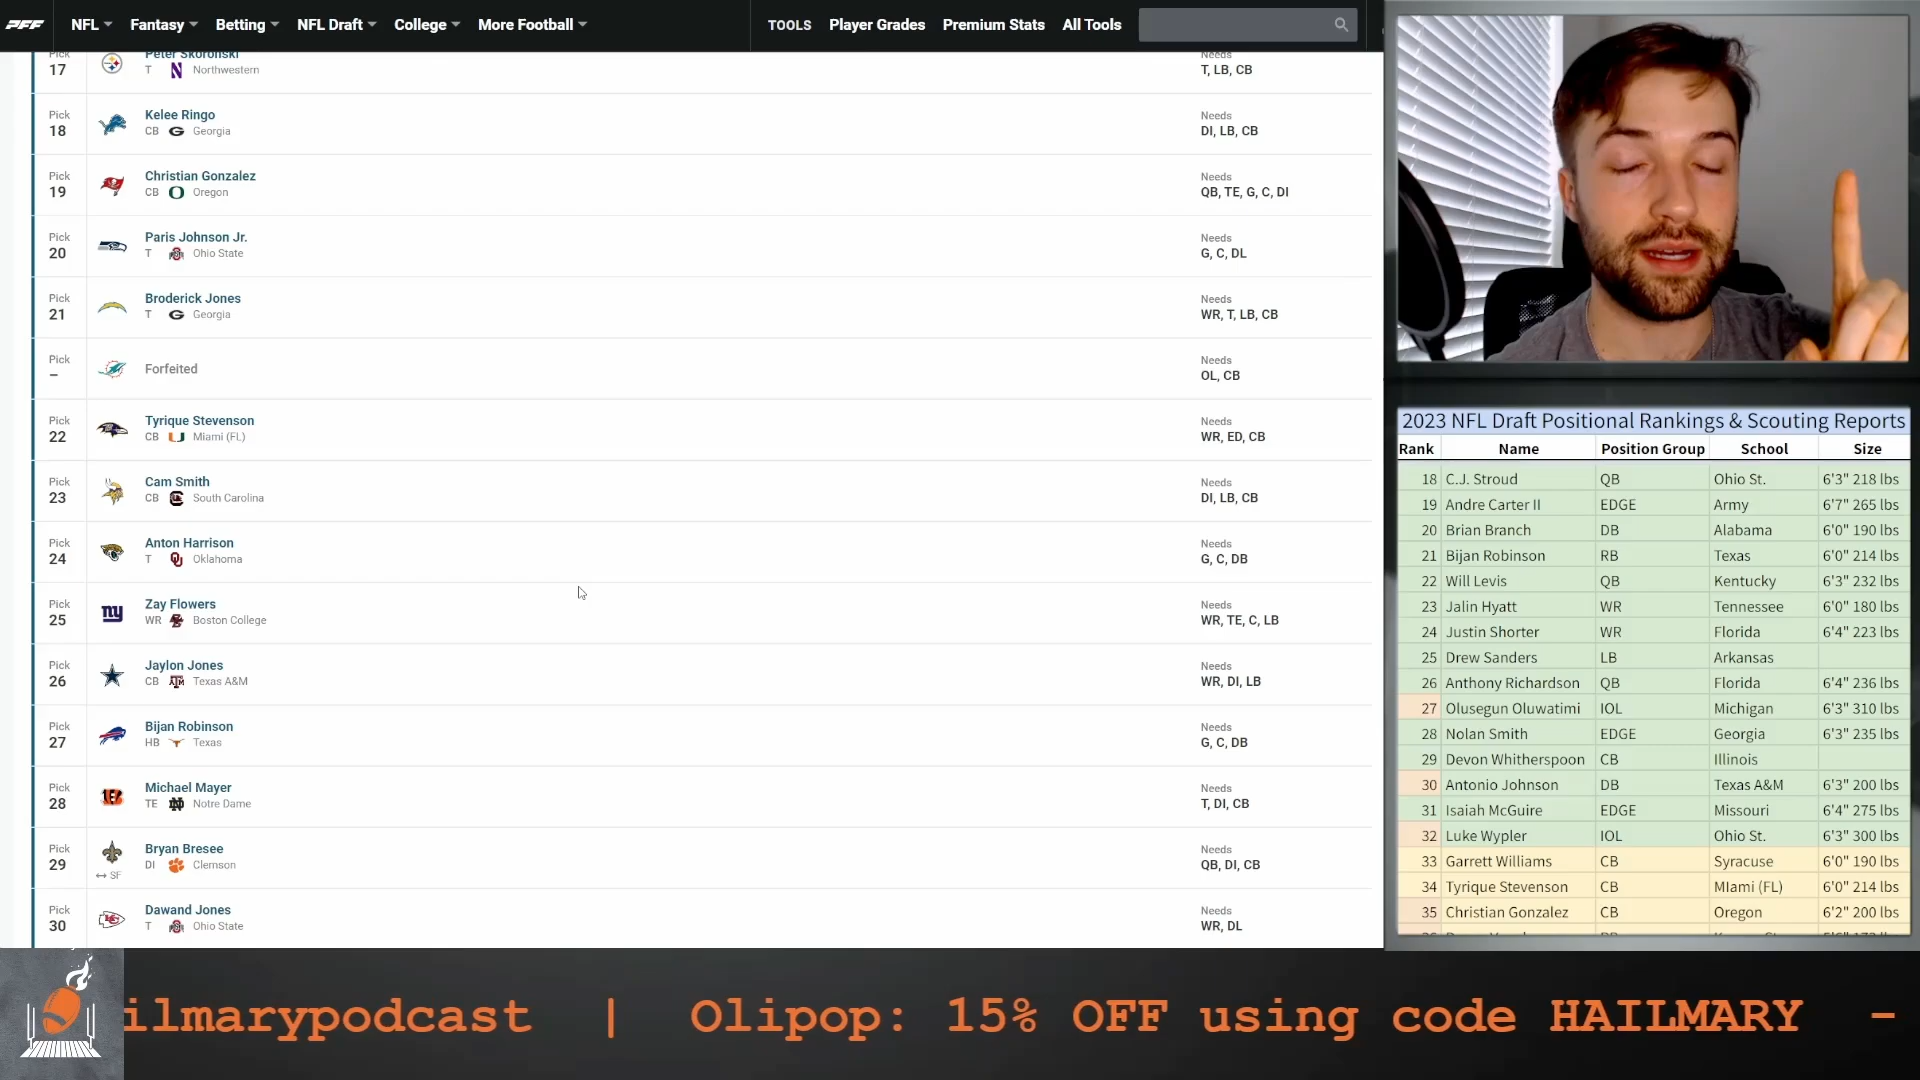 PFF NFL Fantasy Betting NFL Draft College More Football TOOLS Player Grades Premium Stats All Tools
Pick Peter Skoronski Needs
17 T N Northwestern T, LB, CB
Pick Kelee Ringo Needs
18 CB G Georgia DI, LB, CB
Pick Christian Gonzalez Needs
19 CB O Oregon QB, TE, G, C, DI
Pick Paris Johnson Jr. Needs
20 T Ohio State G, C, DL
Pick Broderick Jones Needs
21 T G Georgia WR, T, LB, CB
Pick Forfeited Needs
– OL, CB
Pick Tyrique Stevenson Needs
22 CB Miami (FL) WR, ED, CB
Pick Cam Smith Needs
23 CB South Carolina DI, LB, CB
Pick Anton Harrison Needs
24 T OU Oklahoma G, C, DB
Pick ny Zay Flowers Needs
25 WR Boston College WR, TE, C, LB
Pick Jaylon Jones Needs
26 CB ATM Texas A&M WR, DI, LB
Pick Bijan Robinson Needs
27 HB Texas G, C, DB
Pick Michael Mayer Needs
28 TE Notre Dame T, DI, CB
Pick Bryan Bresee Needs
29 DI Clemson QB, DI, CB
↔ SF
Pick Dawand Jones Needs
30 T Ohio State WR, DL
2023 NFL Draft Positional Rankings & Scouting Reports
Rank Name Position Group School Size
18 C.J. Stroud QB Ohio St. 6'3" 218 lbs
19 Andre Carter II EDGE Army 6'7" 265 lbs
20 Brian Branch DB Alabama 6'0" 190 lbs
21 Bijan Robinson RB Texas 6'0" 214 lbs
22 Will Levis QB Kentucky 6'3" 232 lbs
23 Jalin Hyatt WR Tennessee 6'0" 180 lbs
24 Justin Shorter WR Florida 6'4" 223 lbs
25 Drew Sanders LB Arkansas
26 Anthony Richardson QB Florida 6'4" 236 lbs
27 Olusegun Oluwatimi IOL Michigan 6'3" 310 lbs
28 Nolan Smith EDGE Georgia 6'3" 235 lbs
29 Devon Whitherspoon CB Illinois
30 Antonio Johnson DB Texas A&M 6'3" 200 lbs
31 Isaiah McGuire EDGE Missouri 6'4" 275 lbs
32 Luke Wypler IOL Ohio St. 6'3" 300 lbs
33 Garrett Williams CB Syracuse 6'0" 190 lbs
34 Tyrique Stevenson CB MIami (FL) 6'0" 214 lbs
35 Christian Gonzalez CB Oregon 6'2" 200 lbs
ilmarypodcast | Olipop: 15% OFF using code HAILMARY -